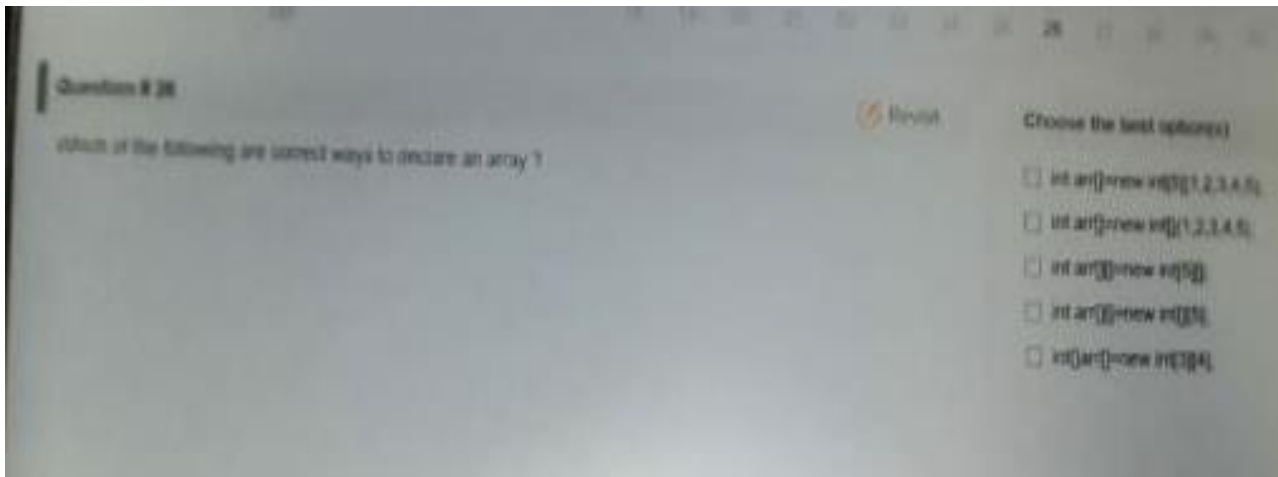 26
Question # 26
Revisit
Which of the following are correct ways to declare an array ?
Choose the best option(s)
int arr[]=new int[5]{1,2,3,4,5};
int arr[]=new int[]{1,2,3,4,5};
int arr[][]=new int[5][];
int arr[][]=new int[][5];
int[]arr[]=new int[3][4];